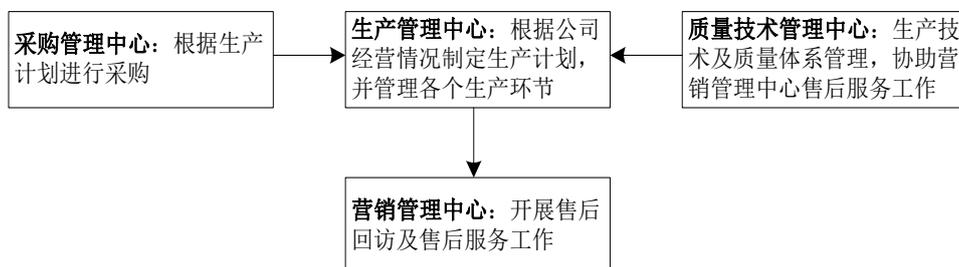 采购管理中心：根据生产
计划进行采购
生产管理中心：根据公司
经营情况制定生产计划，
并管理各个生产环节
质量技术管理中心：生产技
术及质量体系管理，协助营
销管理中心售后服务工作
营销管理中心：开展售后
回访及售后服务工作